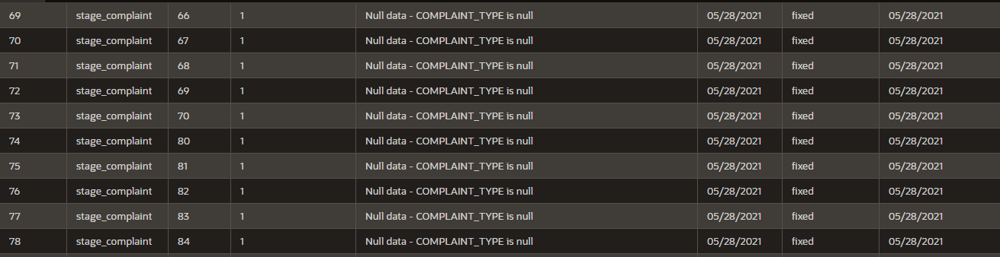 69 stage_complaint 66 1 Null data - COMPLAINT_TYPE is null 05/28/2021 fixed 05/28/2021
70 stage_complaint 67 1 Null data - COMPLAINT_TYPE is null 05/28/2021 fixed 05/28/2021
71 stage_complaint 68 1 Null data - COMPLAINT_TYPE is null 05/28/2021 fixed 05/28/2021
72 stage_complaint 69 1 Null data - COMPLAINT_TYPE is null 05/28/2021 fixed 05/28/2021
73 stage_complaint 70 1 Null data - COMPLAINT_TYPE is null 05/28/2021 fixed 05/28/2021
74 stage_complaint 80 1 Null data - COMPLAINT_TYPE is null 05/28/2021 fixed 05/28/2021
75 stage_complaint 81 1 Null data - COMPLAINT_TYPE is null 05/28/2021 fixed 05/28/2021
76 stage_complaint 82 1 Null data - COMPLAINT_TYPE is null 05/28/2021 fixed 05/28/2021
77 stage_complaint 83 1 Null data - COMPLAINT_TYPE is null 05/28/2021 fixed 05/28/2021
78 stage_complaint 84 1 Null data - COMPLAINT_TYPE is null 05/28/2021 fixed 05/28/2021